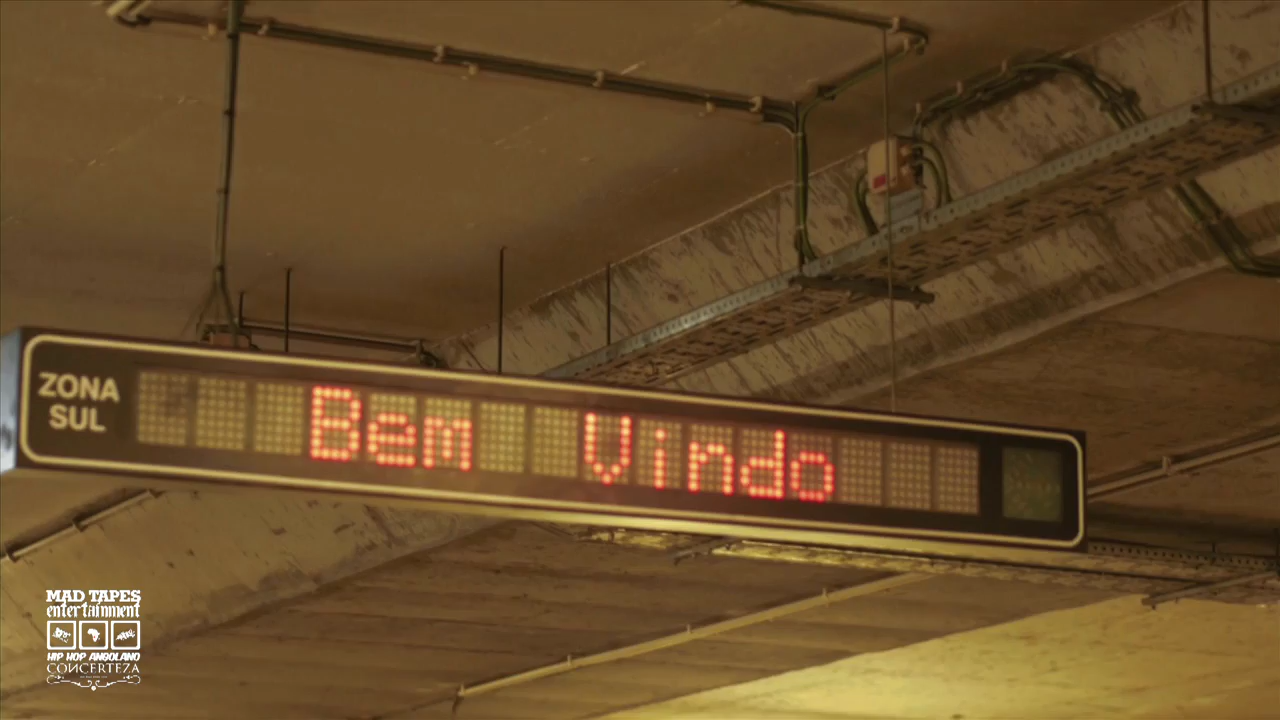 ZONA
SUL
Bem Vindo
MAD TAPES
entertainment
HIP HOP ANGOLANO
CONCERTEZA